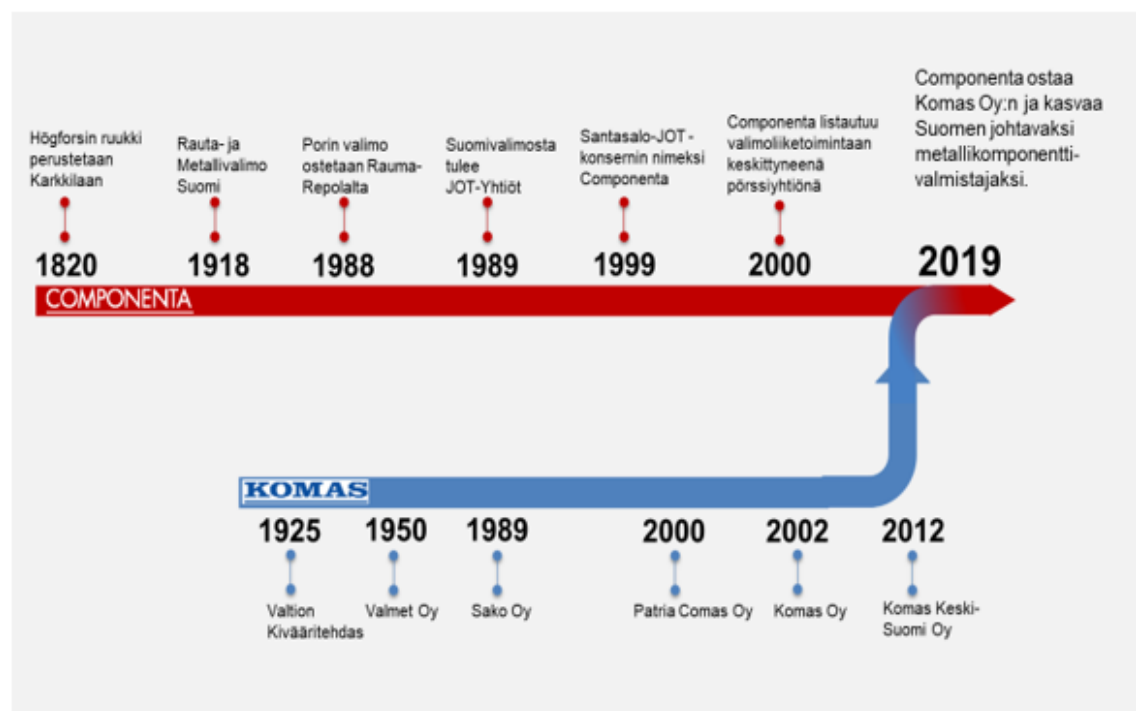 Högforsin ruukki
perustetaan
Karkkilaan
1820
Rauta- ja
Metallivalimo
Suomi
1918
Porin valimo
ostetaan Rauma-
Repolalta
1988
Suomivalimosta
tulee
JOT-Yhtiöt
1989
Santasalo-JOT -
konsernin nimeksi
Componenta
1999
Componenta listautuu
valimoliiketoimintaan
keskittyneenä
pörssiyhtiönä
2000
Componenta ostaa
Komas Oy:n ja kasvaa
Suomen johtavaksi
metallikomponentti-
valmistajaksi.
2019
COMPONENTA
KOMAS
1925
Valtion
Kivääritehdas
1950
Valmet Oy
1989
Sako Oy
2000
Patria Comas Oy
2002
Komas Oy
2012
Komas Keski-
Suomi Oy